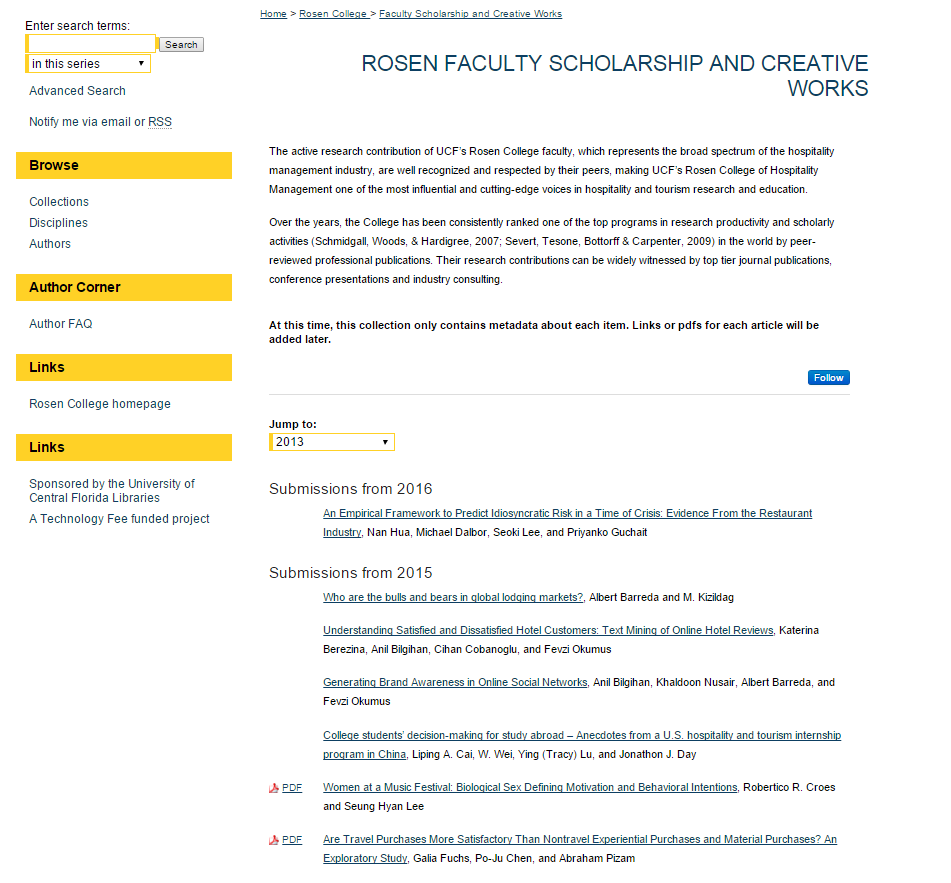 Home > Rosen College > Faculty Scholarship and Creative Works
Enter search terms:
Search
in this series
Advanced Search
Notify me via email or RSS
Browse
Collections
Disciplines
Authors
Author Corner
Author FAQ
Links
Rosen College homepage
Links
Sponsored by the University of
Central Florida Libraries
A Technology Fee funded project
ROSEN FACULTY SCHOLARSHIP AND CREATIVE
WORKS
The active research contribution of UCF's Rosen College faculty, which represents the broad spectrum of the hospitality
management industry, are well recognized and respected by their peers, making UCF's Rosen College of Hospitality
Management one of the most influential and cutting-edge voices in hospitality and tourism research and education.
Over the years, the College has been consistently ranked one of the top programs in research productivity and scholarly
activities (Schmidgall, Woods, & Hardigree, 2007; Severt, Tesone, Bottorff & Carpenter, 2009) in the world by peer-
reviewed professional publications. Their research contributions can be widely witnessed by top tier journal publications,
conference presentations and industry consulting.
At this time, this collection only contains metadata about each item. Links or pdfs for each article will be
added later.
Follow
Jump to:
2013
Submissions from 2016
An Empirical Framework to Predict Idiosyncratic Risk in a Time of Crisis: Evidence From the Restaurant
Industry, Nan Hua, Michael Dalbor, Seoki Lee, and Priyanko Guchait
Submissions from 2015
Who are the bulls and bears in global lodging markets?, Albert Barreda and M. Kizildag
Understanding Satisfied and Dissatisfied Hotel Customers: Text Mining of Online Hotel Reviews, Katerina
Berezina, Anil Bilgihan, Cihan Cobanoglu, and Fevzi Okumus
Generating Brand Awareness in Online Social Networks, Anil Bilgihan, Khaldoon Nusair, Albert Barreda, and
Fevzi Okumus
College students' decision-making for study abroad – Anecdotes from a U.S. hospitality and tourism internship
program in China, Liping A. Cai, W. Wei, Ying (Tracy) Lu, and Jonathon J. Day
PDF Women at a Music Festival: Biological Sex Defining Motivation and Behavioral Intentions, Robertico R. Croes
and Seung Hyan Lee
PDF Are Travel Purchases More Satisfactory Than Nontravel Experiential Purchases and Material Purchases? An
Exploratory Study, Galia Fuchs, Po-Ju Chen, and Abraham Pizam